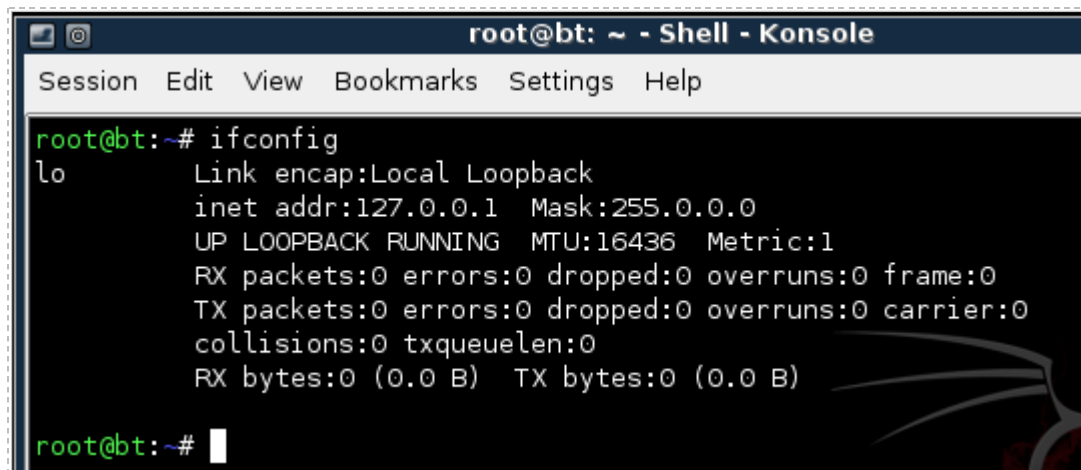 root@bt: ~ - Shell - Konsole
Session Edit View Bookmarks Settings Help
root@bt:~# ifconfig
lo        Link encap:Local Loopback
          inet addr:127.0.0.1  Mask:255.0.0.0
          UP LOOPBACK RUNNING  MTU:16436  Metric:1
          RX packets:0 errors:0 dropped:0 overruns:0 frame:0
          TX packets:0 errors:0 dropped:0 overruns:0 carrier:0
          collisions:0 txqueuelen:0
          RX bytes:0 (0.0 B)  TX bytes:0 (0.0 B)
root@bt:~#